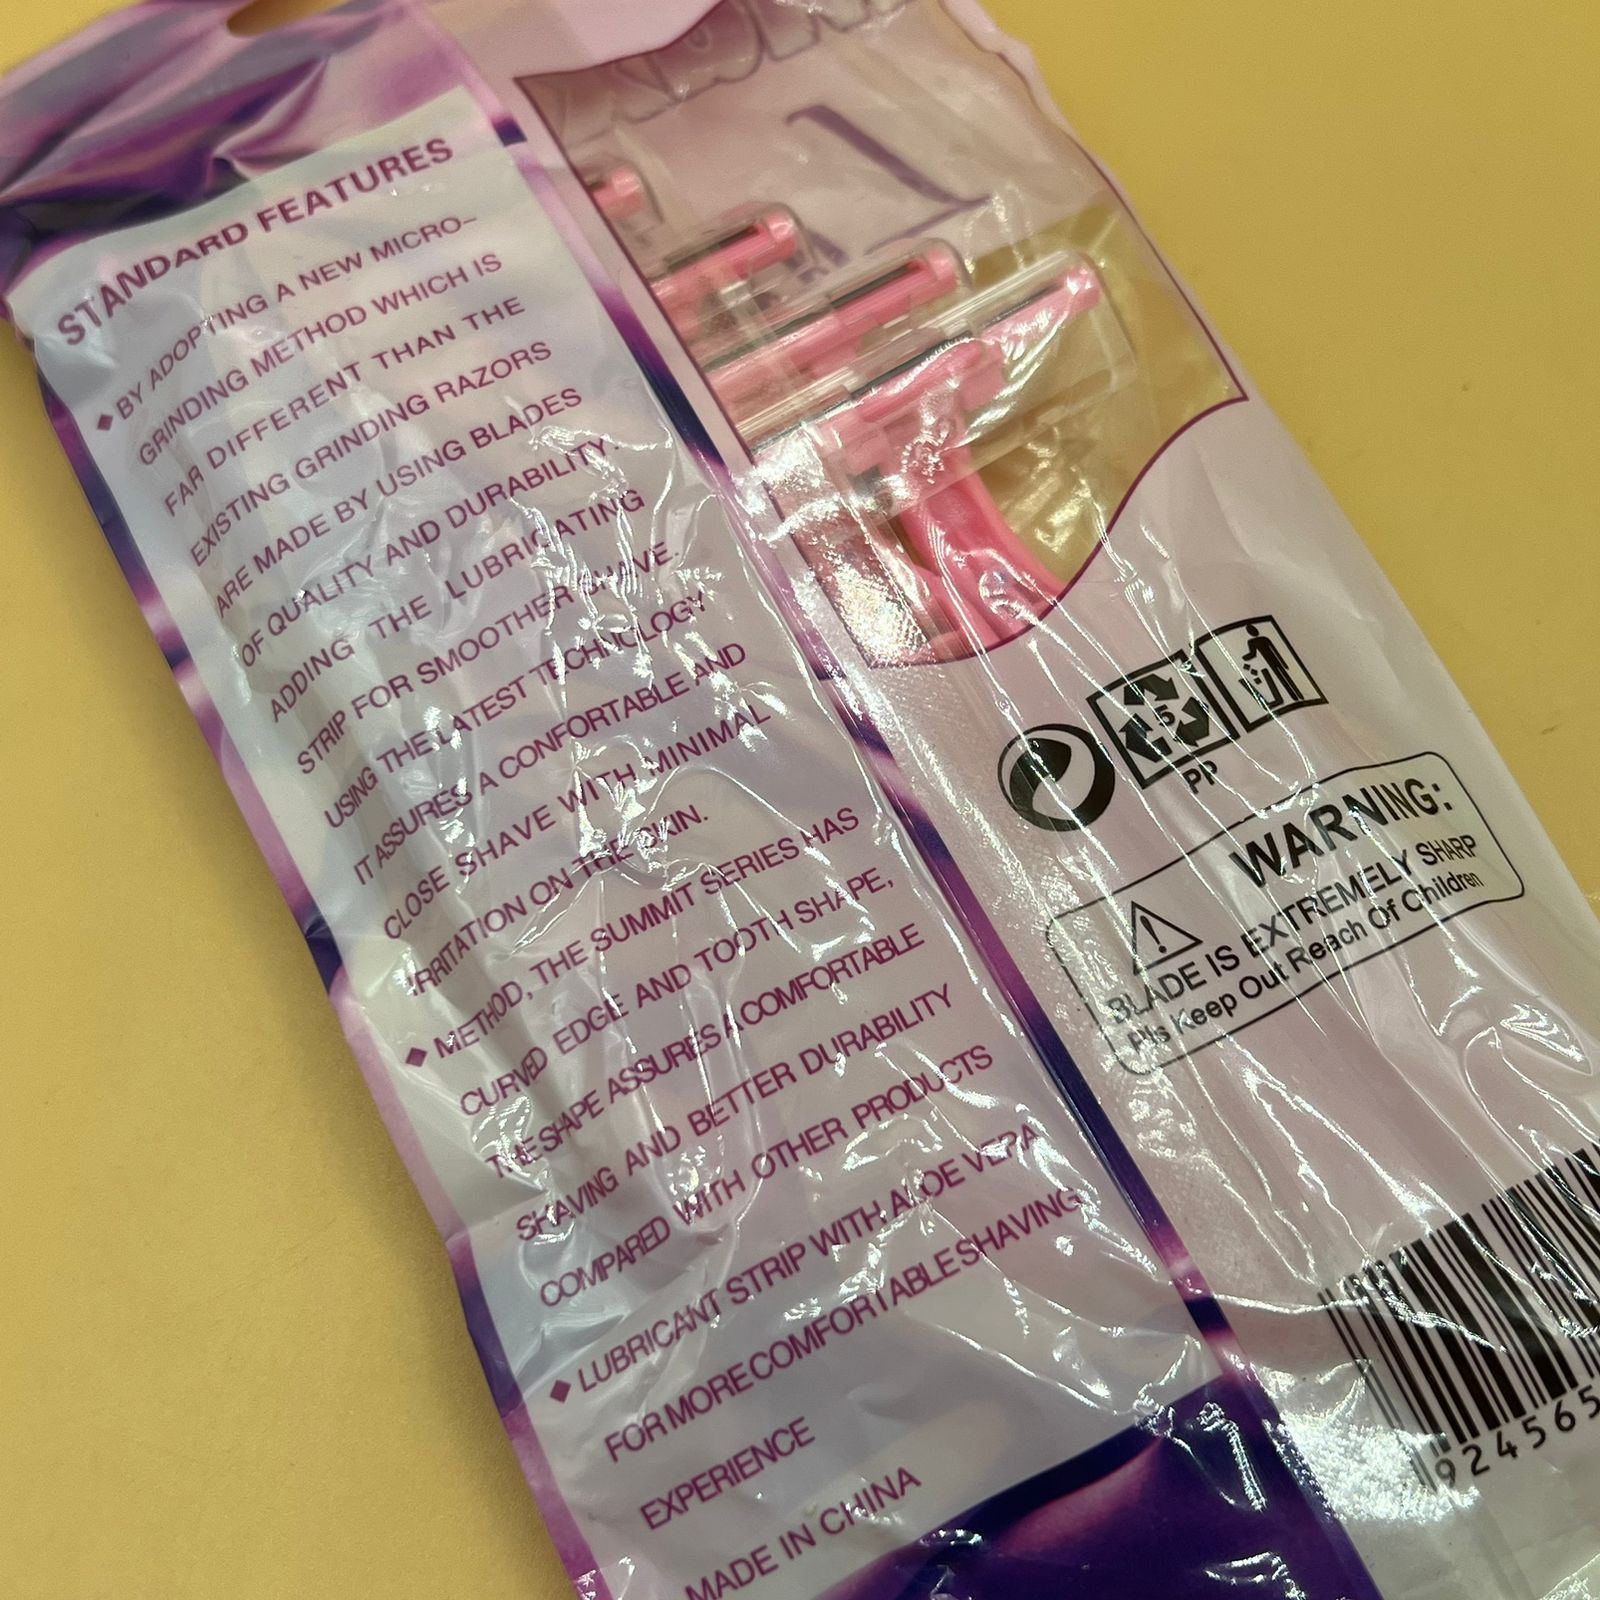 STANDARD FEATURES
◆ BY ADOPTING A NEW MICRO-
GRINDING METHOD WHICH IS
FAR DIFFERENT THAN THE
EXISTING GRINDING RAZORS
ARE MADE BY USING BLADES
OF QUALITY AND DURABILITY.
ADDING THE LUBRICATING
STRIP FOR SMOOTHER SHAVE.
USING THE LATEST TECHNOLOGY
IT ASSURES A CONFORTABLE AND
CLOSE SHAVE WITH MINIMAL
IRRITATION ON THE SKIN.
◆ METHOD, THE SUMMIT SERIES HAS
CURVED EDGE AND TOOTH SHAPE,
THE SHAPE ASSURES A COMFORTABLE
SHAVING AND BETTER DURABILITY
COMPARED WITH OTHER PRODUCTS
◆ LUBRICANT STRIP WITH ALOE VERA
FOR MORE COMFORTABLE SHAVING
EXPERIENCE
MADE IN CHINA
5
PP
WARNING:
BLADE IS EXTREMELY SHARP
Pls Keep Out Reach Of Children
924565